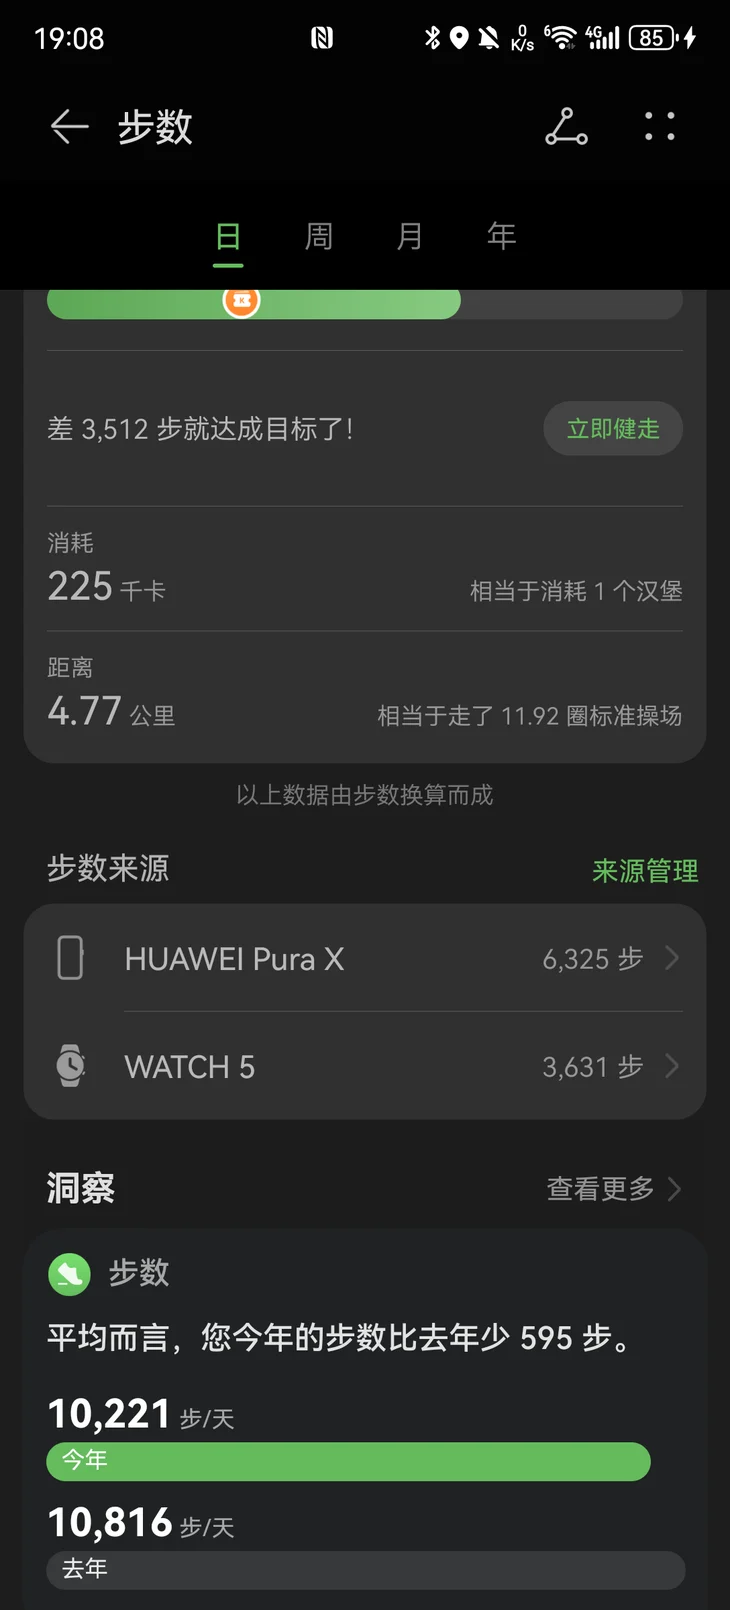 19:08
0 K/s 6 4G 85
步数
日 周 月 年
差 3,512 步就达成目标了!
立即健走
消耗
225 千卡
相当于消耗 1 个汉堡
距离
4.77 公里
相当于走了 11.92 圈标准操场
以上数据由步数换算而成
步数来源
来源管理
HUAWEI Pura X
6,325 步
WATCH 5
3,631 步
洞察
查看更多
步数
平均而言，您今年的步数比去年少 595 步。
10,221 步/天
今年
10,816 步/天
去年